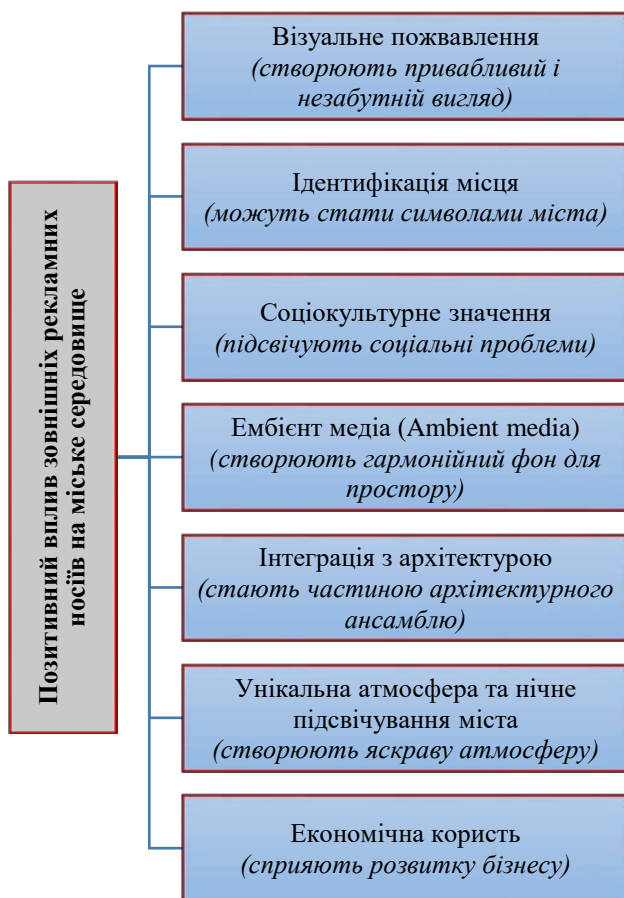 Позитивний вплив зовнішніх рекламних
носіїв на міське середовище
Візуальне пожвавлення
(створюють привабливий і
незабутній вигляд)
Ідентифікація місця
(можуть стати символами міста)
Соціокультурне значення
(підсвічують соціальні проблеми)
Ембієнт медіа (Ambient media)
(створюють гармонійний фон для
простору)
Інтеграція з архітектурою
(стають частиною архітектурного
ансамблю)
Унікальна атмосфера та нічне
підсвічування міста
(створюють яскраву атмосферу)
Економічна користь
(сприяють розвитку бізнесу)